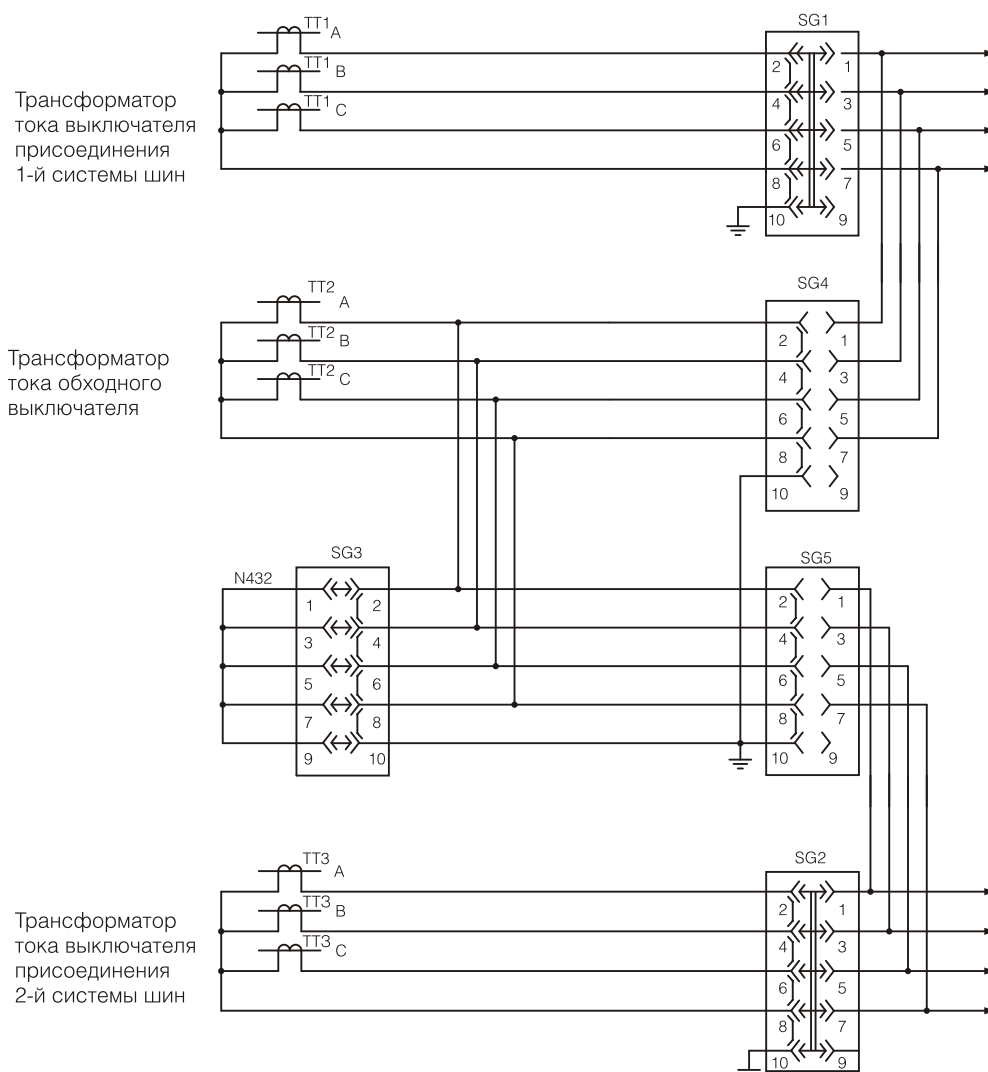 TT1 A
SG1
TT1 B
2 1
TT1 C
4 3
6 5
8 7
10 9
Трансформатор
тока выключателя
присоединения
1-й системы шин
TT2 A
SG4
TT2 B
2 1
TT2 C
4 3
6 5
8 7
10 9
Трансформатор
тока обходного
выключателя
SG3
SG5
N432
1 2
3 4
5 6
7 8
9 10
2 1
4 3
6 5
8 7
10 9
TT3 A
SG2
TT3 B
2 1
TT3 C
4 3
6 5
8 7
10 9
Трансформатор
тока выключателя
присоединения
2-й системы шин